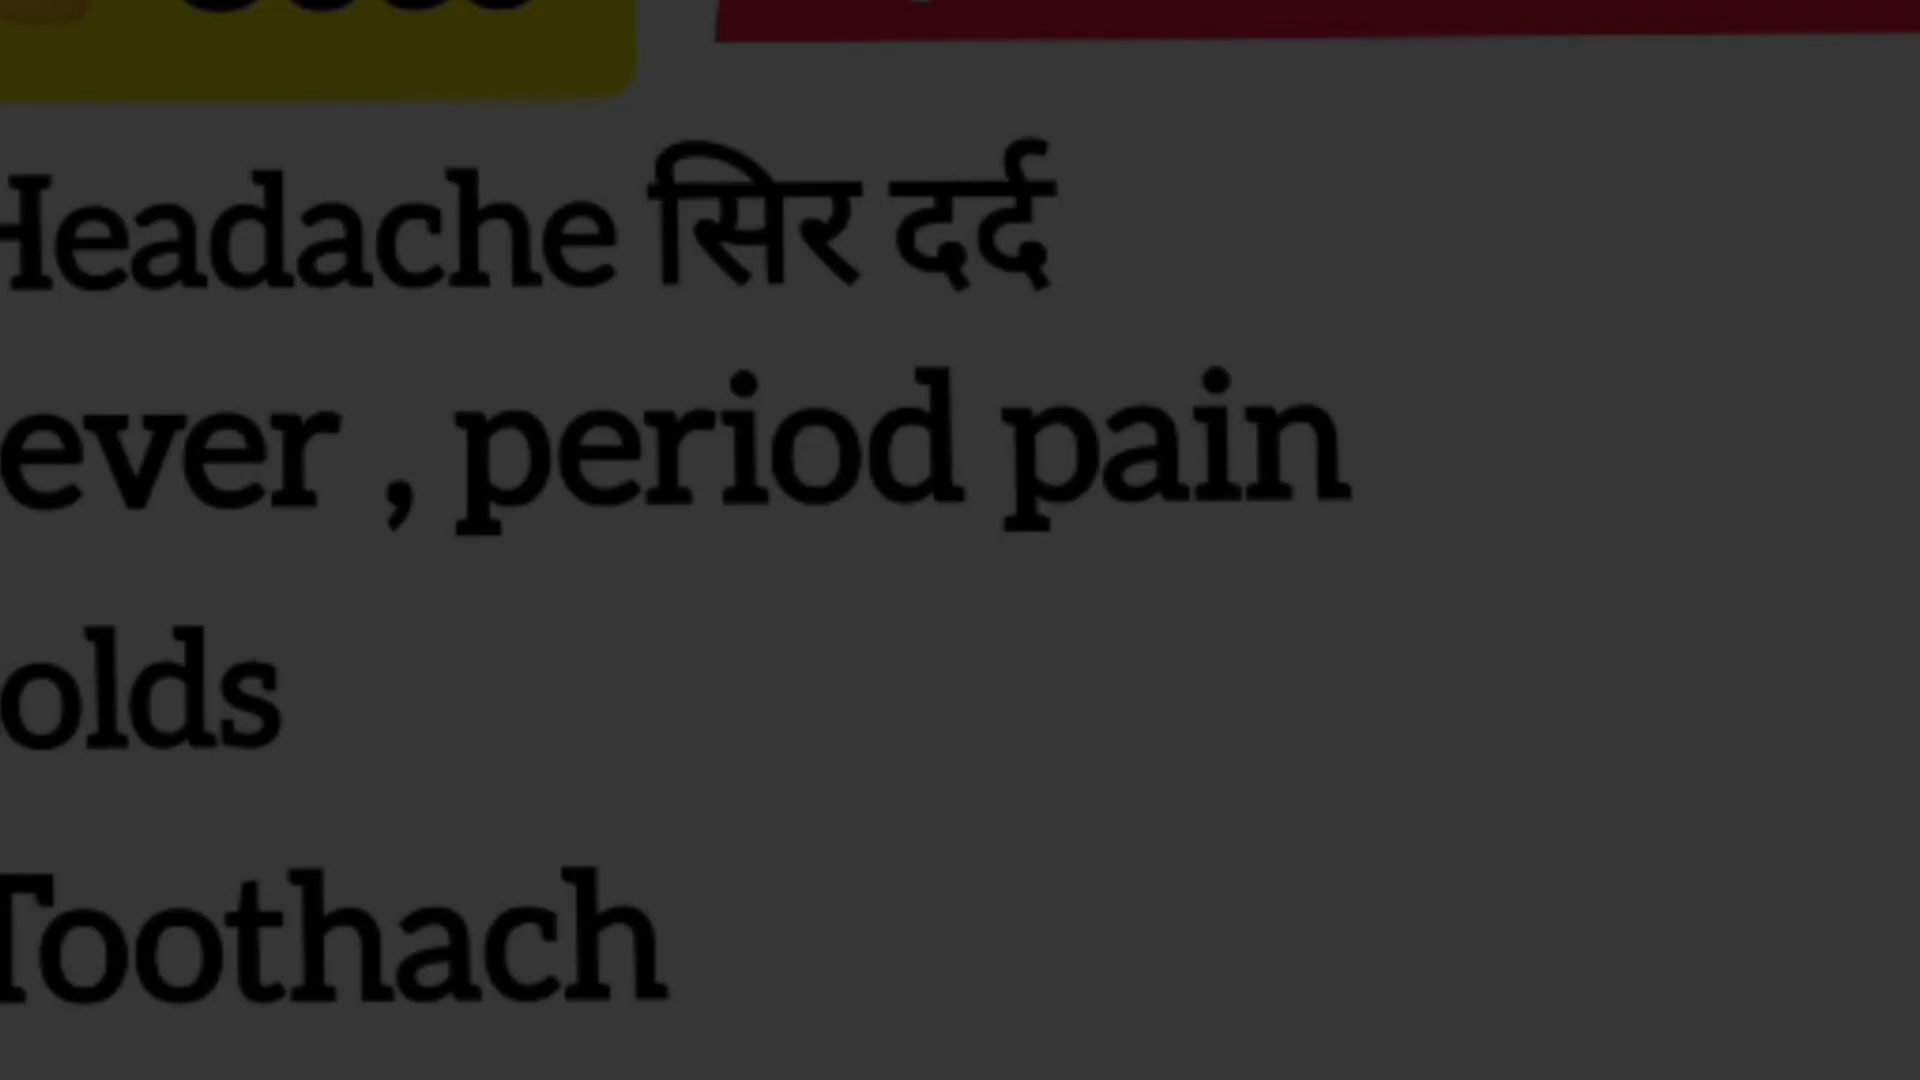 Headache सिर दर्द
ever , period pain
olds
Toothach